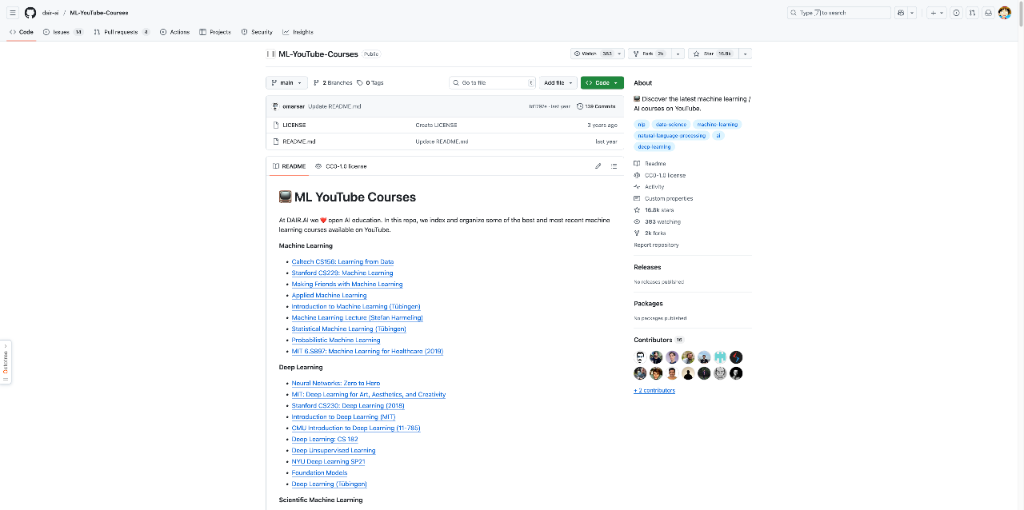 dair-ai / ML-YouTube-Courses
Type / to search
Code Issues 14 Pull requests 4 Actions Projects Security Insights
ML-YouTube-Courses Public
Watch 383 Fork 2k Star 16.8k
main 2 Branches 0 Tags
Go to file t Add file Code
omarsar Update README.md last year 139 Commits
LICENSE Create LICENSE 3 years ago
README.md Update README.md last year
README CC0-1.0 license
ML YouTube Courses
At DAIR.AI we ❤️ open AI education. In this repo, we index and organize some of the best and most recent machine
learning courses available on YouTube.
Machine Learning
Caltech CS156: Learning from Data
Stanford CS229: Machine Learning
Making Friends with Machine Learning
Applied Machine Learning
Introduction to Machine Learning (Tübingen)
Machine Learning Lecture (Stefan Harmeling)
Statistical Machine Learning (Tübingen)
Probabilistic Machine Learning
MIT 6.S897: Machine Learning for Healthcare (2019)
Deep Learning
Neural Networks: Zero to Hero
MIT: Deep Learning for Art, Aesthetics, and Creativity
Stanford CS230: Deep Learning (2018)
Introduction to Deep Learning (MIT)
CMU Introduction to Deep Learning (11-785)
Deep Learning: CS 182
Deep Unsupervised Learning
NYU Deep Learning SP21
Foundation Models
Deep Learning (Tübingen)
Scientific Machine Learning
About
Discover the latest machine learning /
AI courses on YouTube.
nlp data-science machine-learning
natural-language-processing ai
deep-learning
Readme
CC0-1.0 license
Activity
Custom properties
16.8k stars
383 watching
2k forks
Report repository
Releases
No releases published
Packages
No packages published
Contributors
+ 2 contributors